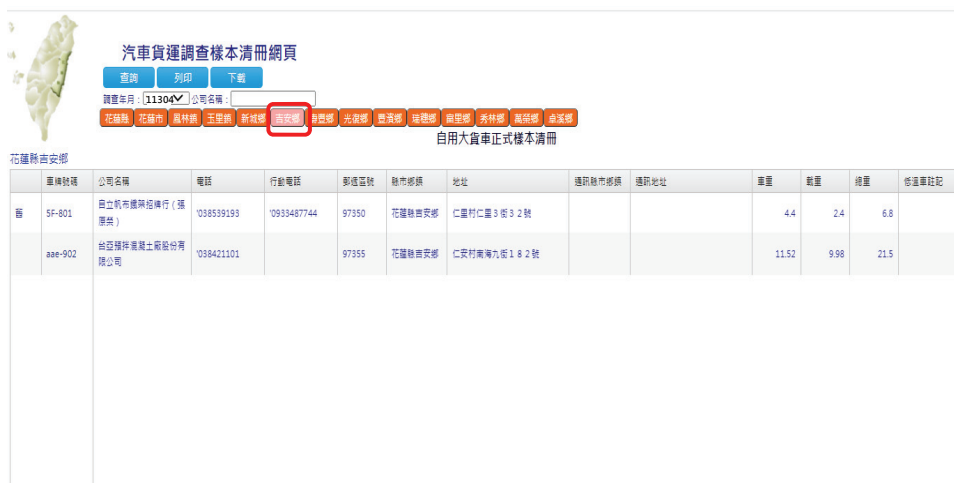 汽車貨運調查樣本清冊網頁
查詢 列印 下載
調查年月：11304 公司名稱：
花蓮縣 花蓮市 鳳林鎮 玉里鎮 新城鄉 吉安鄉 壽豐鄉 光復鄉 豐濱鄉 瑞穗鄉 富里鄉 秀林鄉 萬榮鄉 卓溪鄉
自用大貨車正式樣本清冊
花蓮縣吉安鄉
車牌號碼 公司名稱 電話 行動電話 郵遞區號 縣市鄉鎮 地址 通訊縣市鄉鎮 通訊地址 車重 載重 總重 低溫車註記
舊 5F-801 自立帆布鐵架招牌行（張
原榮） '038539193 '0933487744 97350 花蓮縣吉安鄉 仁里村仁里３街３２號 4.4 2.4 6.8
aae-902 台亞預拌混凝土廠股份有
限公司 '038421101 97355 花蓮縣吉安鄉 仁安村南海九街１８２號 11.52 9.98 21.5